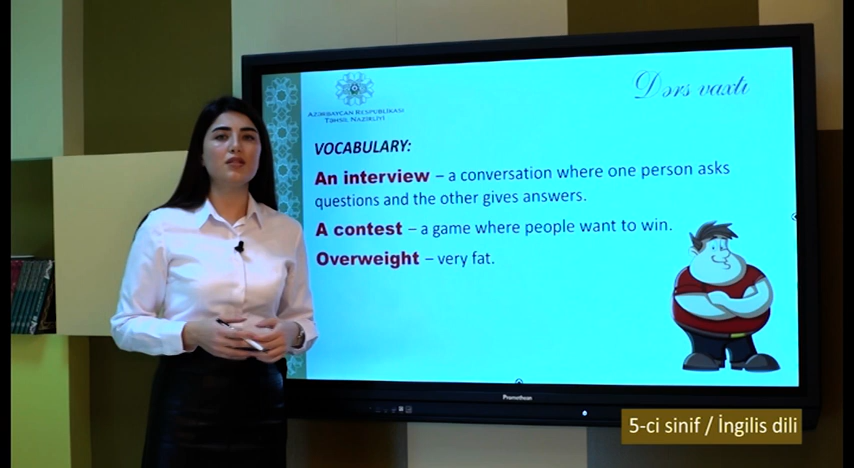 Dərs vaxtı
AZƏRBAYCAN RESPUBLİKASI
TƏHSİL NAZİRLİYİ
VOCABULARY:
An interview – a conversation where one person asks
questions and the other gives answers.
A contest – a game where people want to win.
Overweight – very fat.
Promethean
5-ci sinif / İngilis dili